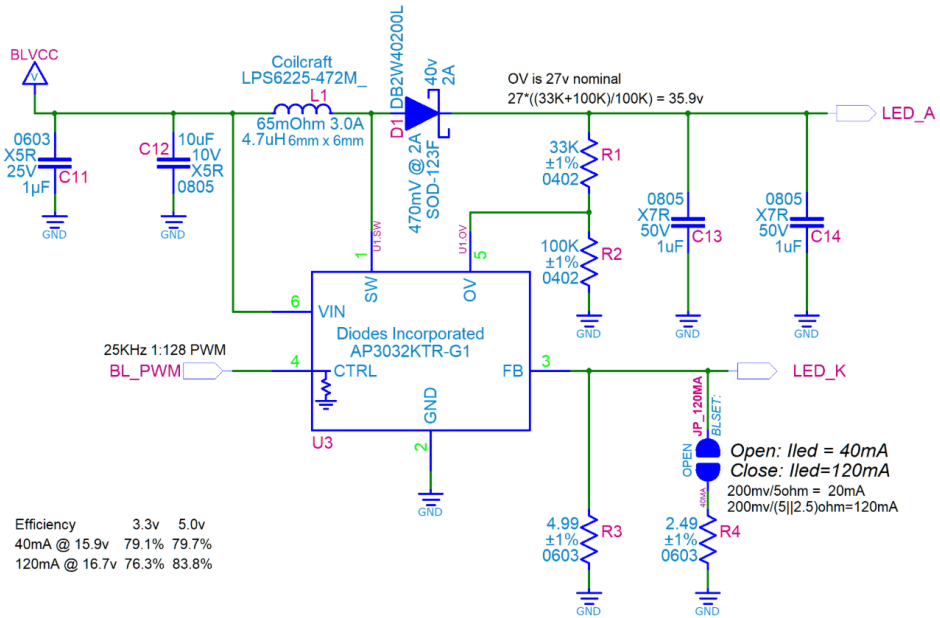 BLVCC
V
Coilcraft
LPS6225-472M_
L1
65mOhm 3.0A
4.7uH 6mm x 6mm
DB2W40200L
D1
40v
2A
470mV @ 2A
SOD-123F
OV is 27v nominal
27*((33K+100K)/100K) = 35.9v
LED_A
0603
X5R
25V
1µF
C11
GND
C12
10uF
10V
X5R
0805
GND
33K
±1%
0402
R1
100K
±1%
0402
R2
GND
0805
X7R
50V
1uF
C13
GND
0805
X7R
50V
1uF
C14
GND
U1.SW
1
SW
U1.OV
5
OV
6
VIN
Diodes Incorporated
AP3032KTR-G1
25KHz 1:128 PWM
BL_PWM
4
CTRL
FB
3
LED_K
GND
2
U3
GND
JP_120MA
BLSET:
OPEN
40MA
Open: Iled = 40mA
Close: Iled=120mA
200mv/5ohm = 20mA
200mv/(5||2.5)ohm=120mA
4.99
±1%
0603
R3
GND
2.49
±1%
0603
R4
GND
Efficiency 3.3v 5.0v
40mA @ 15.9v 79.1% 79.7%
120mA @ 16.7v 76.3% 83.8%